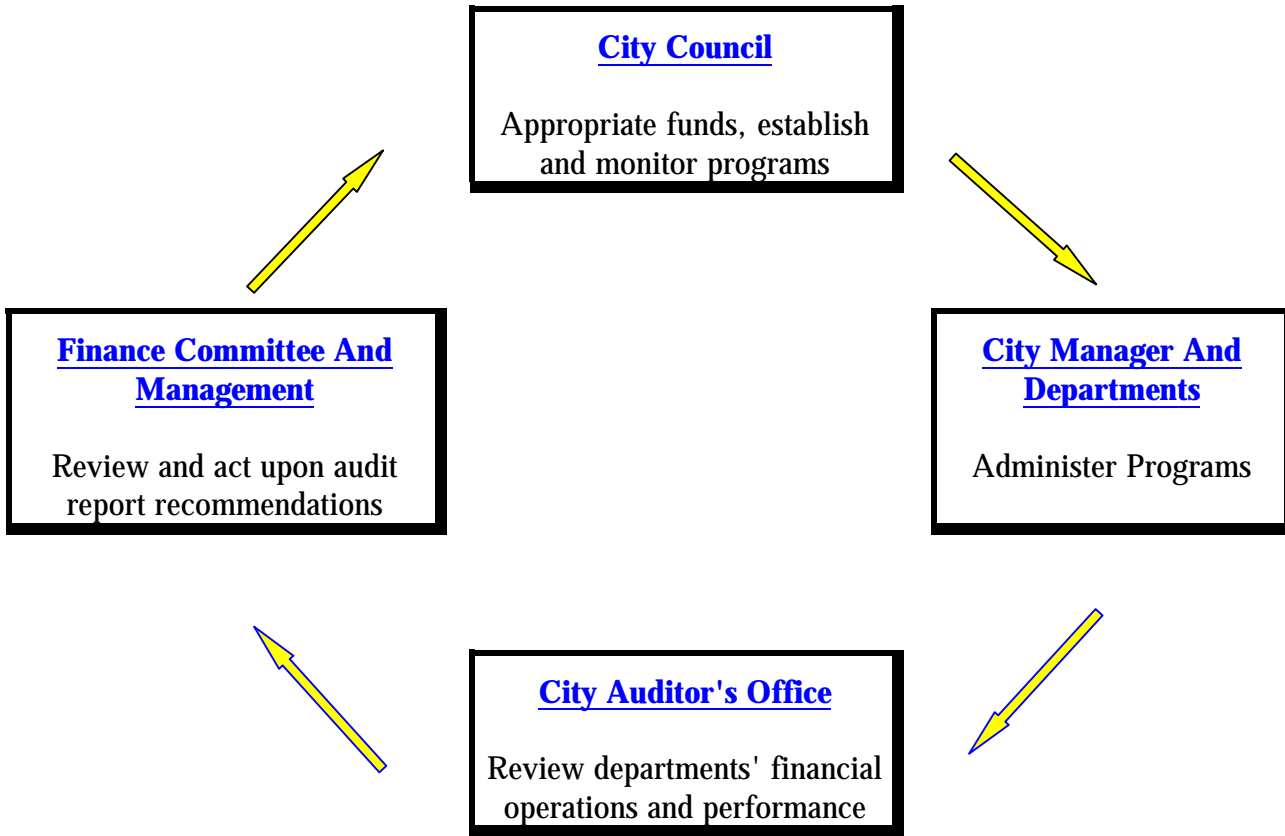 City Council
Appropriate funds, establish
and monitor programs
Finance Committee And
Management
Review and act upon audit
report recommendations
City Manager And
Departments
Administer Programs
City Auditor's Office
Review departments' financial
operations and performance